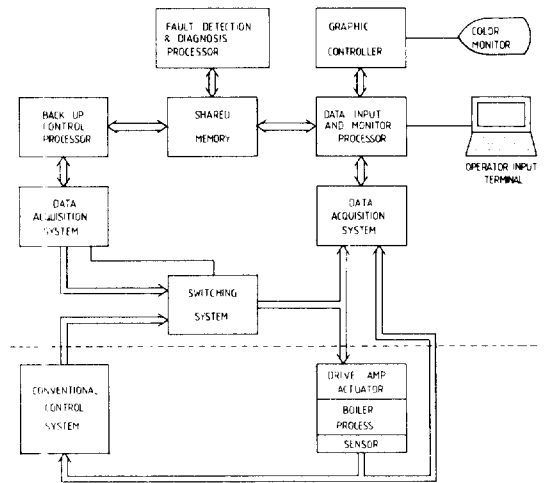 FAULT DETECTION
& DIAGNOSIS
PROCESSOR
GRAPHIC
CONTROLLER
COLOR
MONITOR
BACK UP
CONTROL
PROCESSOR
SHARED
MEMORY
DATA INPUT
AND MONITOR
PROCESSOR
OPERATOR INPUT
TERMINAL
DATA
ACQUISITION
SYSTEM
DATA
ACQUISITION
SYSTEM
SWITCHING
SYSTEM
CONVENTIONAL
CONTROL
SYSTEM
DRIVE AMP
ACTUATOR
BOILER
PROCESS
SENSOR